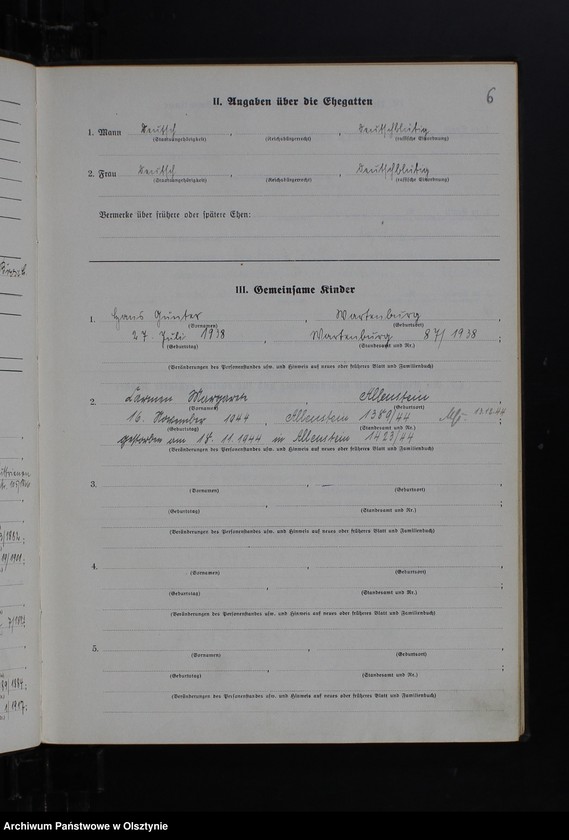 6
II. Angaben über die Ehegatten
1. Mann Deutsch, , Deutschblütig
(Staatsangehörigkeit) (Reichsbürgerrecht) (rassische Einordnung)
2. Frau Deutsch, , Deutschblütig
(Staatsangehörigkeit) (Reichsbürgerrecht) (rassische Einordnung)
Vermerke über frühere oder spätere Ehen:
III. Gemeinsame Kinder
1. Hans Günter, Wartenburg,
(Vornamen) (Geburtsort)
27. Juli 1938, Wartenburg 87/1938;
(Geburtstag) (Standesamt und Nr.)
(Veränderungen des Personenstandes usw. und Hinweis auf neues oder früheres Blatt und Familienbuch)
2. Carmen Margarete Allenstein
(Vornamen) (Geburtsort)
16. November 1944, Allenstein 1389/44 13.12.44
(Geburtstag) (Standesamt und Nr.)
gestorben am 18.11.1944 in Allenstein 1423/44
(Veränderungen des Personenstandes usw. und Hinweis auf neues oder früheres Blatt und Familienbuch)
3. , ,
(Vornamen) (Geburtsort)
, ;
(Geburtstag) (Standesamt und Nr.)
(Veränderungen des Personenstandes usw. und Hinweis auf neues oder früheres Blatt und Familienbuch)
4. , ,
(Vornamen) (Geburtsort)
, ;
(Geburtstag) (Standesamt und Nr.)
(Veränderungen des Personenstandes usw. und Hinweis auf neues oder früheres Blatt und Familienbuch)
5. , ,
(Vornamen) (Geburtsort)
, ;
(Geburtstag) (Standesamt und Nr.)
(Veränderungen des Personenstandes usw. und Hinweis auf neues oder früheres Blatt und Familienbuch)
Archiwum Państwowe w Olsztynie